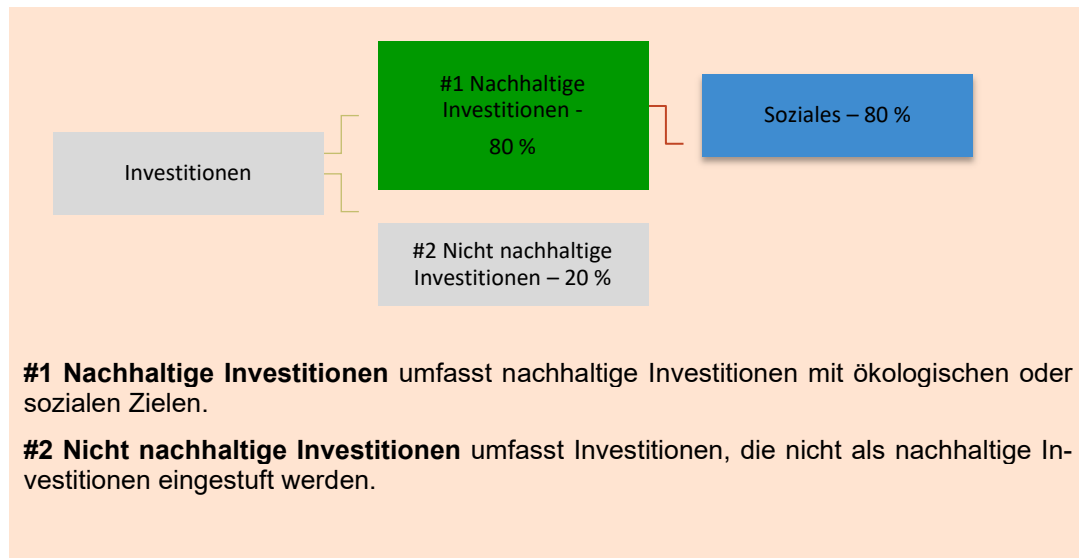 #1 Nachhaltige
Investitionen -
80 %
Soziales – 80 %
Investitionen
#2 Nicht nachhaltige
Investitionen – 20 %
#1 Nachhaltige Investitionen umfasst nachhaltige Investitionen mit ökologischen oder
sozialen Zielen.
#2 Nicht nachhaltige Investitionen umfasst Investitionen, die nicht als nachhaltige In-
vestitionen eingestuft werden.